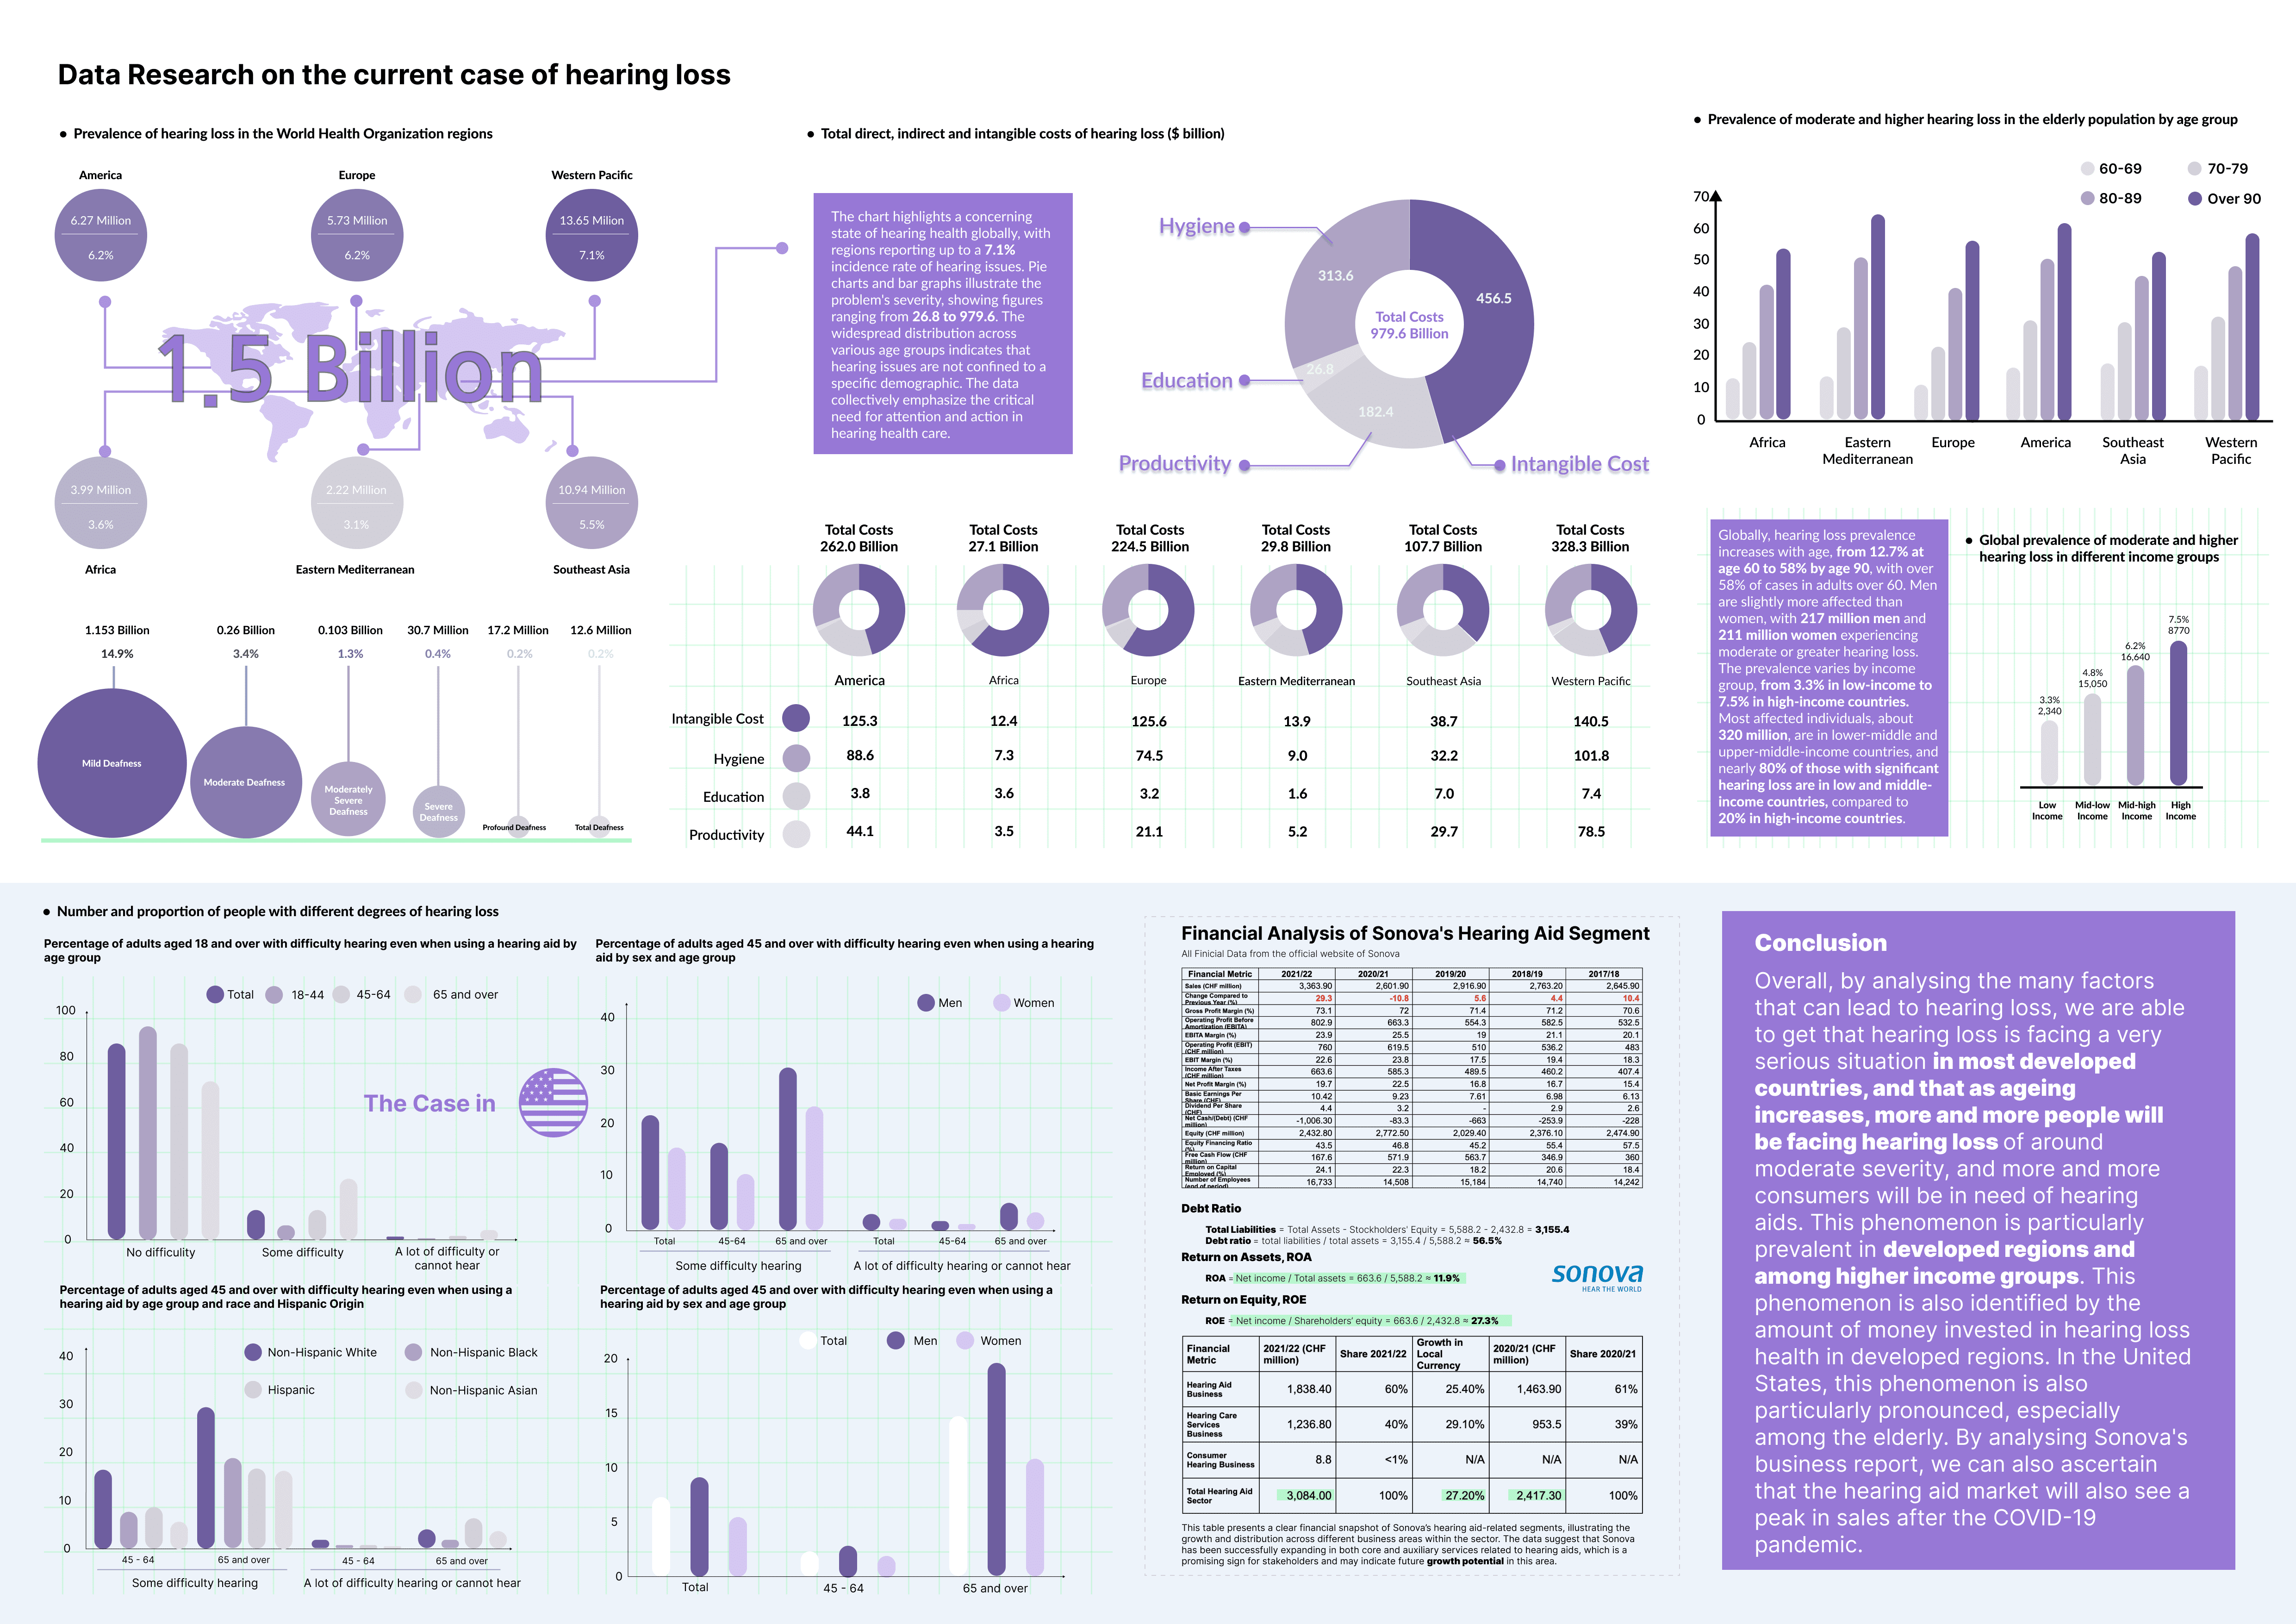 Data Research on the current case of hearing loss
● Prevalence of hearing loss in the World Health Organization regions
America
Europe
Western Pacific
6.27 Million
6.2%
5.73 Million
6.2%
13.65 Milion
7.1%
1.5 Billion
3.99 Million
3.6%
2.22 Million
3.1%
10.94 Million
5.5%
Africa
Eastern Mediterranean
Southeast Asia
1.153 Billion
0.26 Billion
0.103 Billion
30.7 Million
17.2 Million
12.6 Million
14.9%
3.4%
1.3%
0.4%
0.2%
0.2%
Mild Deafness
Moderate Deafness
Moderately
Severe
Deafness
Severe
Deafness
Profound Deafness
Total Deafness
● Total direct, indirect and intangible costs of hearing loss ($ billion)
The chart highlights a concerning
state of hearing health globally, with
regions reporting up to a 7.1%
incidence rate of hearing issues. Pie
charts and bar graphs illustrate the
problem's severity, showing figures
ranging from 26.8 to 979.6. The
widespread distribution across
various age groups indicates that
hearing issues are not confined to a
specific demographic. The data
collectively emphasize the critical
need for attention and action in
hearing health care.
Hygiene
Education
Productivity
Intangible Cost
313.6
456.5
26.8
182.4
Total Costs
979.6 Billion
Total Costs
262.0 Billion
Total Costs
27.1 Billion
Total Costs
224.5 Billion
Total Costs
29.8 Billion
Total Costs
107.7 Billion
Total Costs
328.3 Billion
America
Africa
Europe
Eastern Mediterranean
Southeast Asia
Western Pacific
Intangible Cost 125.3 12.4 125.6 13.9 38.7 140.5
Hygiene 88.6 7.3 74.5 9.0 32.2 101.8
Education 3.8 3.6 3.2 1.6 7.0 7.4
Productivity 44.1 3.5 21.1 5.2 29.7 78.5
● Prevalence of moderate and higher hearing loss in the elderly population by age group
60-69
70-79
80-89
Over 90
70
60
50
40
30
20
10
0
Africa
Eastern
Mediterranean
Europe
America
Southeast
Asia
Western
Pacific
Globally, hearing loss prevalence
increases with age, from 12.7% at
age 60 to 58% by age 90, with over
58% of cases in adults over 60. Men
are slightly more affected than
women, with 217 million men and
211 million women experiencing
moderate or greater hearing loss.
The prevalence varies by income
group, from 3.3% in low-income to
7.5% in high-income countries.
Most affected individuals, about
320 million, are in lower-middle and
upper-middle-income countries, and
nearly 80% of those with significant
hearing loss are in low and middle-
income countries, compared to
20% in high-income countries.
● Global prevalence of moderate and higher
hearing loss in different income groups
3.3%
2,340
4.8%
15,050
6.2%
16,640
7.5%
8770
Low
Income
Mid-low
Income
Mid-high
Income
High
Income
● Number and proportion of people with different degrees of hearing loss
Percentage of adults aged 18 and over with difficulty hearing even when using a hearing aid by
age group
Total
18-44
45-64
65 and over
100
80
60
40
20
0
No difficulty
Some difficulty
A lot of difficulty or
cannot hear
The Case in
Percentage of adults aged 45 and over with difficulty hearing even when using a hearing
aid by sex and age group
Men
Women
40
30
20
10
0
Total
45-64
65 and over
Total
45-64
65 and over
Some difficulty hearing
A lot of difficulty hearing or cannot hear
Percentage of adults aged 45 and over with difficulty hearing even when using a
hearing aid by age group and race and Hispanic Origin
Non-Hispanic White
Non-Hispanic Black
Hispanic
Non-Hispanic Asian
40
30
20
10
0
45 - 64
65 and over
45 - 64
65 and over
Some difficulty hearing
A lot of difficulty hearing or cannot hear
Percentage of adults aged 45 and over with difficulty hearing even when using a
hearing aid by sex and age group
Total
Men
Women
20
15
10
5
0
Total
45 - 64
65 and over
Financial Analysis of Sonova's Hearing Aid Segment
All Finicial Data from the official website of Sonova
Financial Metric 2021/22 2020/21 2019/20 2018/19 2017/18
Sales (CHF million) 3,363.90 2,601.90 2,916.90 2,763.20 2,645.90
Change Compared to
Previous Year (%) 29.3 -10.8 5.6 4.4 10.4
Gross Profit Margin (%) 73.1 72 71.4 71.2 70.6
Operating Profit Before
Amortization (EBITA) 802.9 663.3 554.3 582.5 532.5
EBITA Margin (%) 23.9 25.5 19 21.1 20.1
Operating Profit (EBIT)
(CHF million) 760 619.5 510 536.2 483
EBIT Margin (%) 22.6 23.8 17.5 19.4 18.3
Income After Taxes
(CHF million) 663.6 585.3 489.5 460.2 407.4
Net Profit Margin (%) 19.7 22.5 16.8 16.7 15.4
Basic Earnings Per
Share (CHF) 10.42 9.23 7.61 6.98 6.13
Dividend Per Share
(CHF) 4.4 3.2 - 2.9 2.6
Net Cash/(Debt) (CHF
million) -1,006.30 -83.3 -663 -253.9 -228
Equity (CHF million) 2,432.80 2,772.50 2,029.40 2,376.10 2,474.90
Equity Financing Ratio
(%) 43.5 46.8 45.2 55.4 57.5
Free Cash Flow (CHF
million) 167.6 571.9 563.7 346.9 360
Return on Capital
Employed (%) 24.1 22.3 18.2 20.6 18.4
Number of Employees
(end of period) 16,733 14,508 15,184 14,740 14,242
Debt Ratio
Total Liabilities = Total Assets - Stockholders' Equity = 5,588.2 - 2,432.8 = 3,155.4
Debt ratio = total liabilities / total assets = 3,155.4 / 5,588.2 ≈ 56.5%
Return on Assets, ROA
ROA = Net income / Total assets = 663.6 / 5,588.2 ≈ 11.9%
sonova
HEAR THE WORLD
Return on Equity, ROE
ROE = Net income / Shareholders' equity = 663.6 / 2,432.8 ≈ 27.3%
Financial
Metric
2021/22 (CHF
million)
Share 2021/22
Growth in
Local
Currency
2020/21 (CHF
million)
Share 2020/21
Hearing Aid
Business
1,838.40 60% 25.40% 1,463.90 61%
Hearing Care
Services
Business
1,236.80 40% 29.10% 953.5 39%
Consumer
Hearing Business
8.8 <1% N/A N/A N/A
Total Hearing Aid
Sector
3,084.00 100% 27.20% 2,417.30 100%
This table presents a clear financial snapshot of Sonova's hearing aid-related segments, illustrating the
growth and distribution across different business areas within the sector. The data suggest that Sonova
has been successfully expanding in both core and auxiliary services related to hearing aids, which is a
promising sign for stakeholders and may indicate future growth potential in this area.
Conclusion
Overall, by analysing the many factors
that can lead to hearing loss, we are able
to get that hearing loss is facing a very
serious situation in most developed
countries, and that as ageing
increases, more and more people will
be facing hearing loss of around
moderate severity, and more and more
consumers will be in need of hearing
aids. This phenomenon is particularly
prevalent in developed regions and
among higher income groups. This
phenomenon is also identified by the
amount of money invested in hearing loss
health in developed regions. In the United
States, this phenomenon is also
particularly pronounced, especially
among the elderly. By analysing Sonova's
business report, we can also ascertain
that the hearing aid market will also see a
peak in sales after the COVID-19
pandemic.